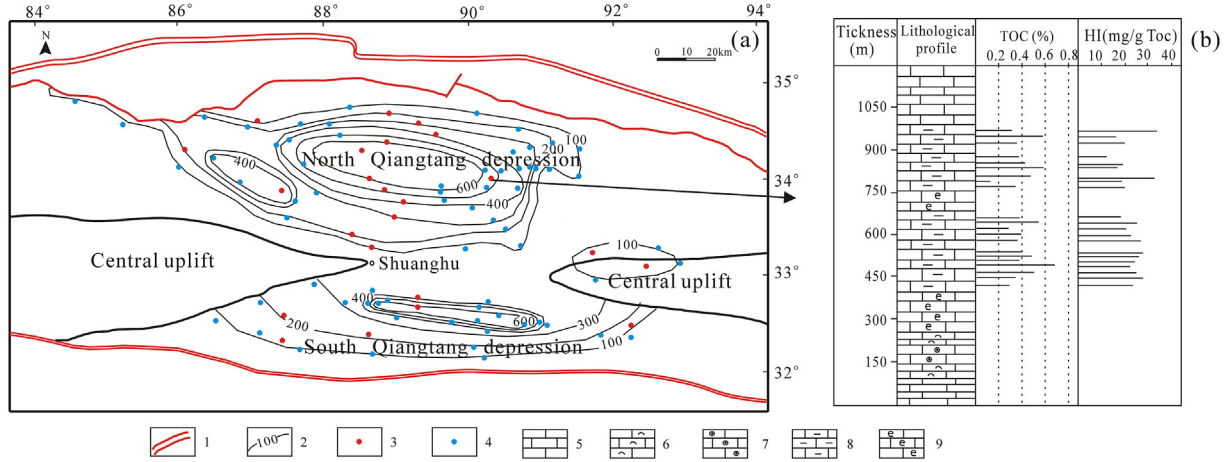 84° 86° 88° 90° 92° 94°
(a)
N
0 10 20km
35°
34°
33°
32°
100
200
North Qiangtang depression
400
600
400
Central uplift
Shuanghu
100
Central uplift
400
600
300
200
100
South Qiangtang depression
Tickness (m)
Lithological profile
TOC (%)
0.2 0.4 0.6 0.8
HI(mg/g Toc)
10 20 30 40
(b)
1050
900
750
600
450
300
150
e
e
e
e
e
e
1
100 2
3
4
5
6
7
8
e e e 9